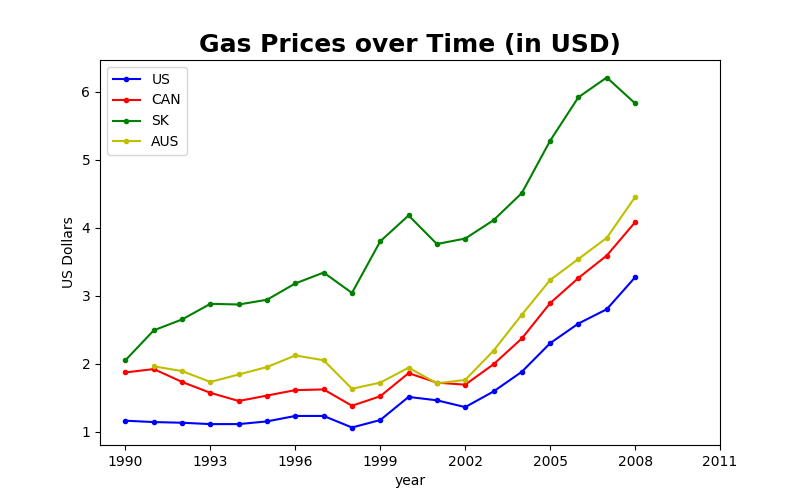 Gas Prices over Time (in USD)
US
CAN
SK
AUS
US Dollars
6
5
4
3
2
1
1990 1993 1996 1999 2002 2005 2008 2011
year